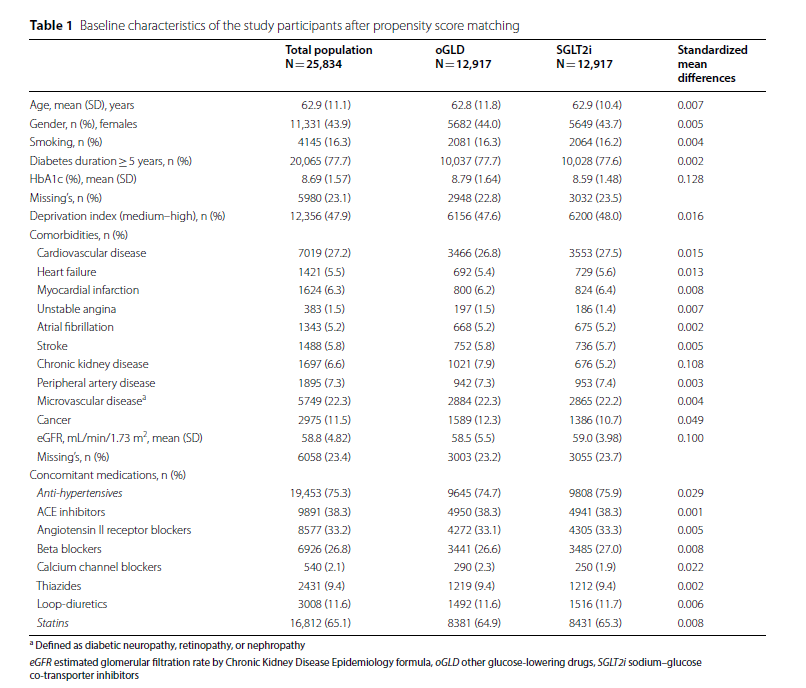 Table 1 Baseline characteristics of the study participants after propensity score matching
Total population oGLD SGLT2i Standardized
N = 25,834 N = 12,917 N = 12,917 mean
differences
Age, mean (SD), years 62.9 (11.1) 62.8 (11.8) 62.9 (10.4) 0.007
Gender, n (%), females 11,331 (43.9) 5682 (44.0) 5649 (43.7) 0.005
Smoking, n (%) 4145 (16.3) 2081 (16.3) 2064 (16.2) 0.004
Diabetes duration ≥ 5 years, n (%) 20,065 (77.7) 10,037 (77.7) 10,028 (77.6) 0.002
HbA1c (%), mean (SD) 8.69 (1.57) 8.79 (1.64) 8.59 (1.48) 0.128
Missing's, n (%) 5980 (23.1) 2948 (22.8) 3032 (23.5)
Deprivation index (medium–high), n (%) 12,356 (47.9) 6156 (47.6) 6200 (48.0) 0.016
Comorbidities, n (%)
Cardiovascular disease 7019 (27.2) 3466 (26.8) 3553 (27.5) 0.015
Heart failure 1421 (5.5) 692 (5.4) 729 (5.6) 0.013
Myocardial infarction 1624 (6.3) 800 (6.2) 824 (6.4) 0.008
Unstable angina 383 (1.5) 197 (1.5) 186 (1.4) 0.007
Atrial fibrillation 1343 (5.2) 668 (5.2) 675 (5.2) 0.002
Stroke 1488 (5.8) 752 (5.8) 736 (5.7) 0.005
Chronic kidney disease 1697 (6.6) 1021 (7.9) 676 (5.2) 0.108
Peripheral artery disease 1895 (7.3) 942 (7.3) 953 (7.4) 0.003
Microvascular diseaseᵃ 5749 (22.3) 2884 (22.3) 2865 (22.2) 0.004
Cancer 2975 (11.5) 1589 (12.3) 1386 (10.7) 0.049
eGFR, mL/min/1.73 m², mean (SD) 58.8 (4.82) 58.5 (5.5) 59.0 (3.98) 0.100
Missing's, n (%) 6058 (23.4) 3003 (23.2) 3055 (23.7)
Concomitant medications, n (%)
Anti-hypertensives 19,453 (75.3) 9645 (74.7) 9808 (75.9) 0.029
ACE inhibitors 9891 (38.3) 4950 (38.3) 4941 (38.3) 0.001
Angiotensin II receptor blockers 8577 (33.2) 4272 (33.1) 4305 (33.3) 0.005
Beta blockers 6926 (26.8) 3441 (26.6) 3485 (27.0) 0.008
Calcium channel blockers 540 (2.1) 290 (2.3) 250 (1.9) 0.022
Thiazides 2431 (9.4) 1219 (9.4) 1212 (9.4) 0.002
Loop-diuretics 3008 (11.6) 1492 (11.6) 1516 (11.7) 0.006
Statins 16,812 (65.1) 8381 (64.9) 8431 (65.3) 0.008
ᵃ Defined as diabetic neuropathy, retinopathy, or nephropathy
eGFR estimated glomerular filtration rate by Chronic Kidney Disease Epidemiology formula, oGLD other glucose-lowering drugs, SGLT2i sodium–glucose
co-transporter inhibitors